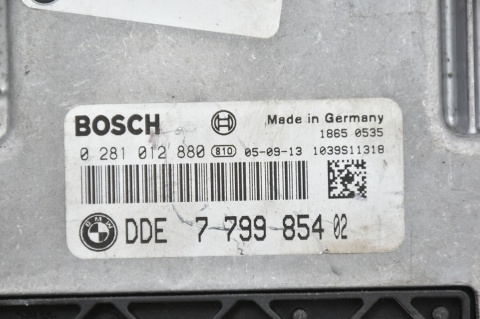 BOSCH Made in Germany
1865 0535
0 281 012 880 810 05-09-13 1039S11318
DDE 7 799 854 02